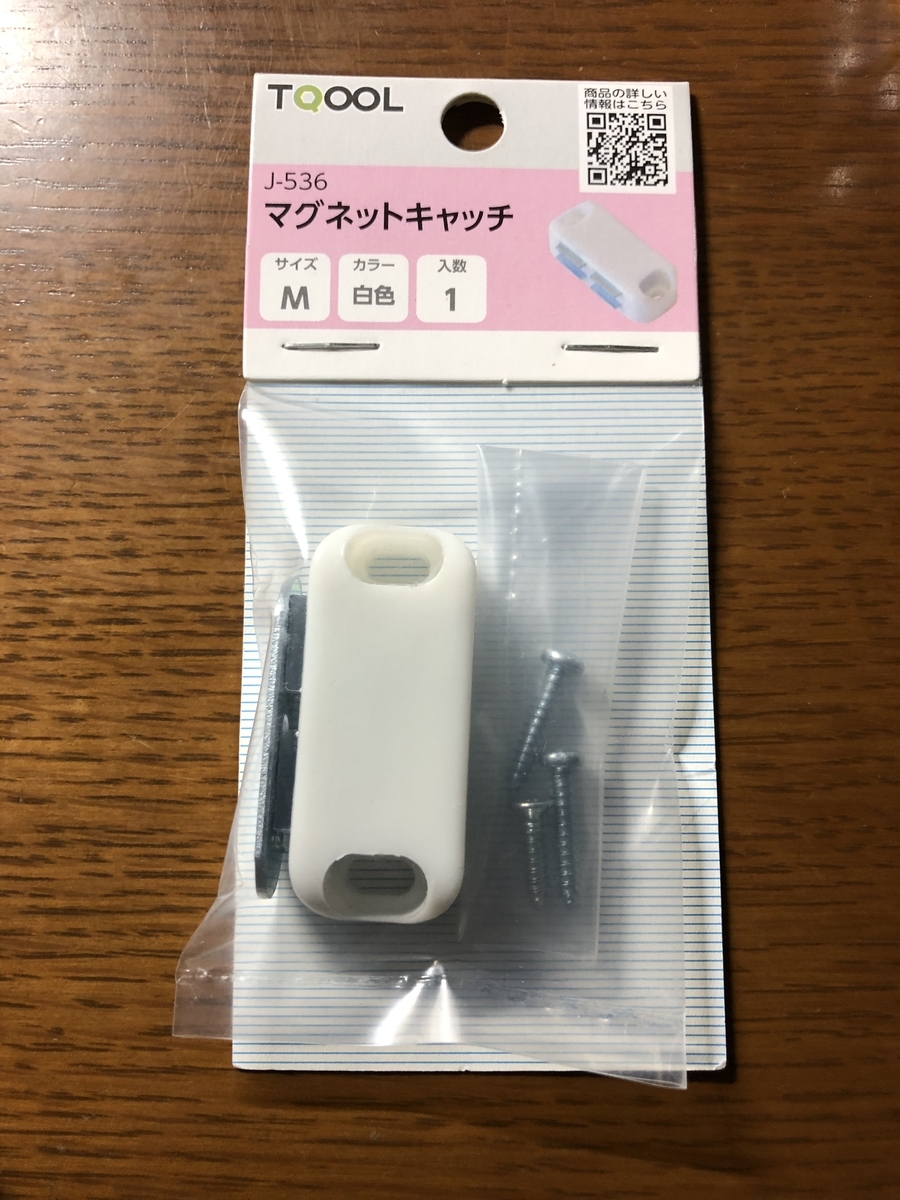 TQOOL
商品の詳しい
情報はこちら
J-536
マグネットキャッチ
サイズ
M
カラー
白色
入数
1